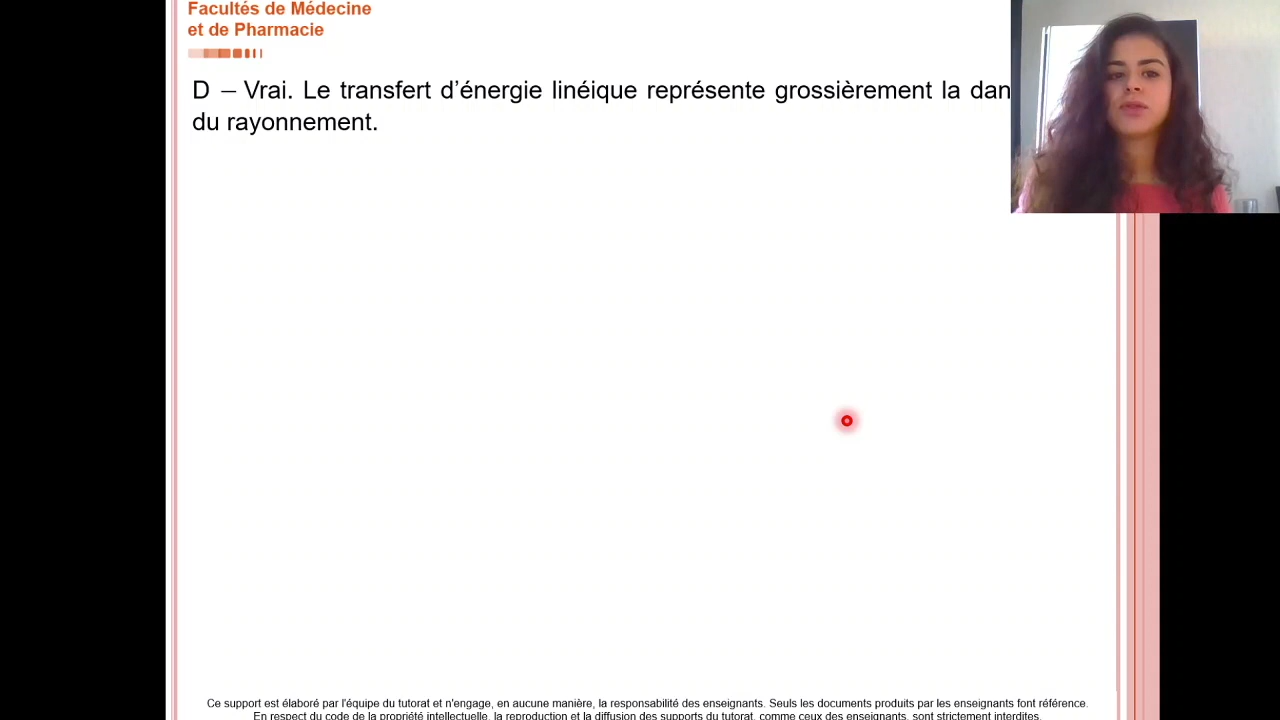 Facultés de Médecine
et de Pharmacie
D – Vrai. Le transfert d’énergie linéique représente grossièrement la
du rayonnement.
Ce support est élaboré par l'équipe du tutorat et n'engage, en aucune manière, la responsabilité des enseignants. Seuls les documents produits par les enseignants font référence.
En respect du code de la propriété intellectuelle, la reproduction et la diffusion des supports du tutorat, comme ceux des enseignants, sont strictement interdites.